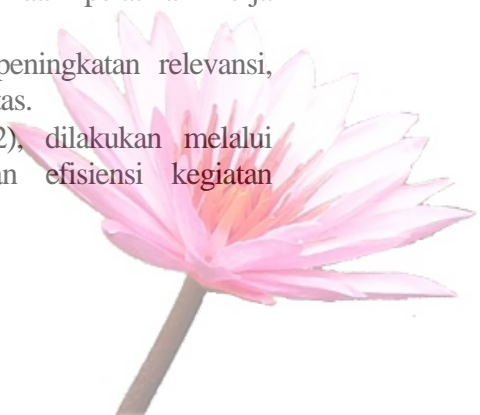 peningkatan relevansi,
tas.
2), dilakukan melalui
an efisiensi kegiatan